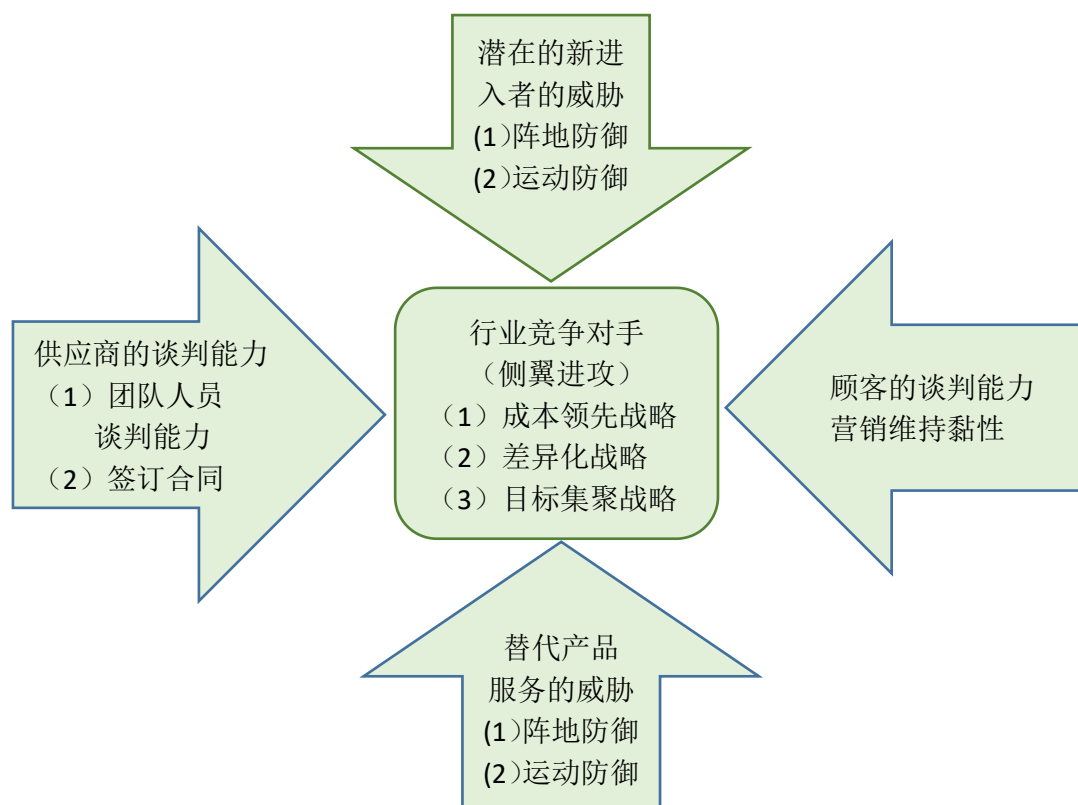 潜在的新进
入者的威胁
(1）阵地防御
(2）运动防御
供应商的谈判能力
（1）团队人员
谈判能力
（2）签订合同
行业竞争对手
（侧翼进攻）
（1）成本领先战略
（2）差异化战略
（3）目标集聚战略
顾客的谈判能力
营销维持黏性
替代产品
服务的威胁
(1）阵地防御
(2）运动防御